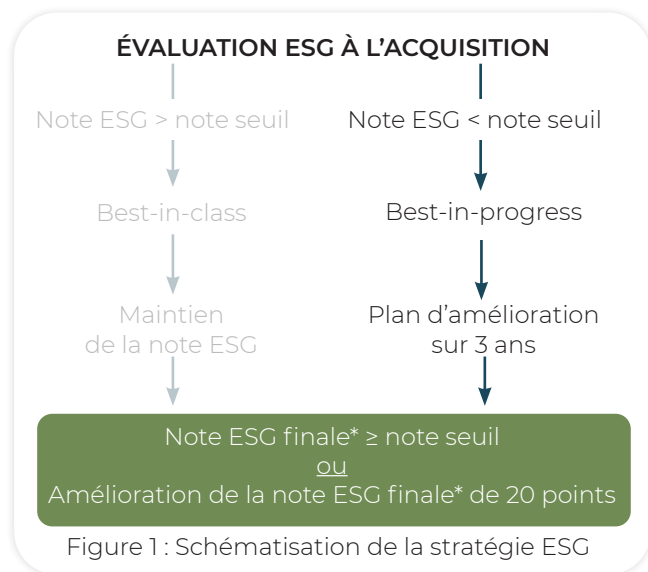 ÉVALUATION ESG À L’ACQUISITION
Note ESG > note seuil
Note ESG < note seuil
Best-in-class
Best-in-progress
Maintien
de la note ESG
Plan d’amélioration
sur 3 ans
Note ESG finale* ≥ note seuil
ou
Amélioration de la note ESG finale* de 20 points
Figure 1 : Schématisation de la stratégie ESG